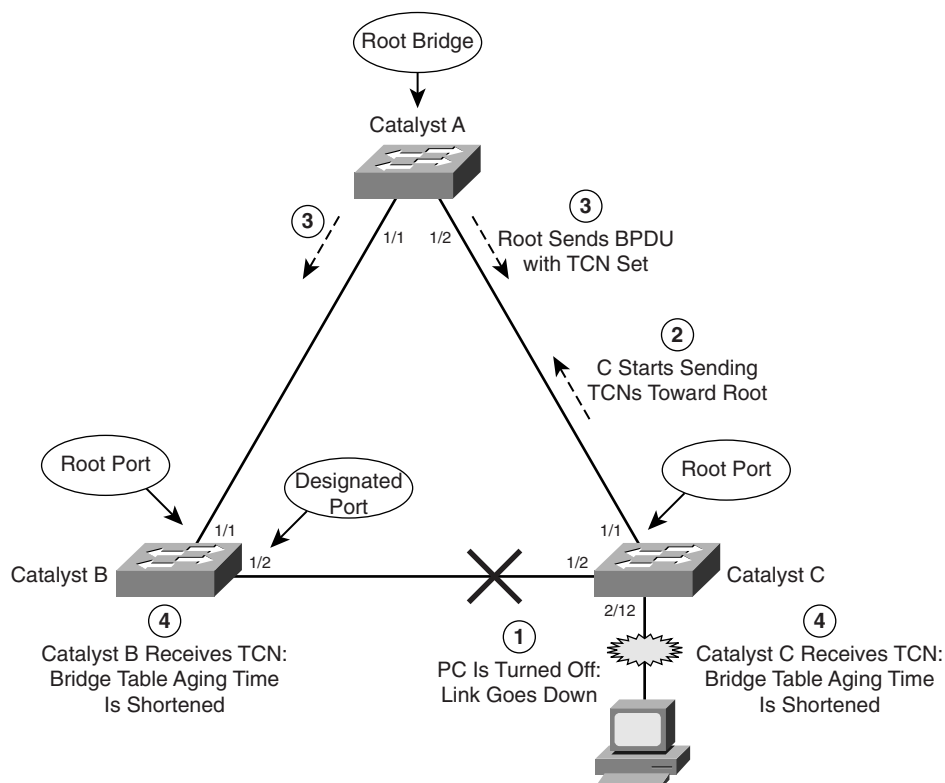 Root Bridge
Catalyst A
3
1/1
1/2
3
Root Sends BPDU
with TCN Set
2
C Starts Sending
TCNs Toward Root
Root Port
Designated
Port
Root Port
1/1
1/2
1/2
1/1
Catalyst B
Catalyst C
2/12
4
Catalyst B Receives TCN:
Bridge Table Aging Time
Is Shortened
1
PC Is Turned Off:
Link Goes Down
4
Catalyst C Receives TCN:
Bridge Table Aging Time
Is Shortened